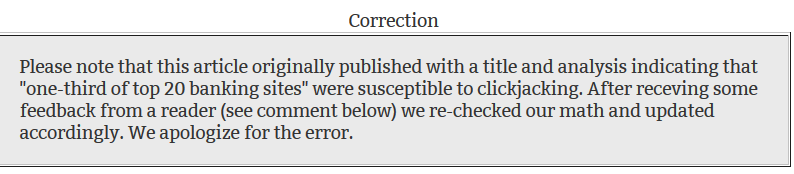 Correction
Please note that this article originally published with a title and analysis indicating that
"one-third of top 20 banking sites" were susceptible to clickjacking. After receving some
feedback from a reader (see comment below) we re-checked our math and updated
accordingly. We apologize for the error.